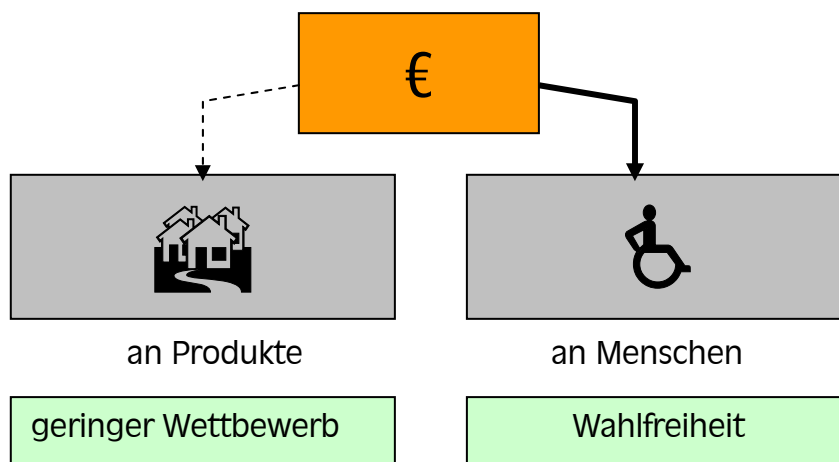 €
an Produkte
an Menschen
geringer Wettbewerb
Wahlfreiheit